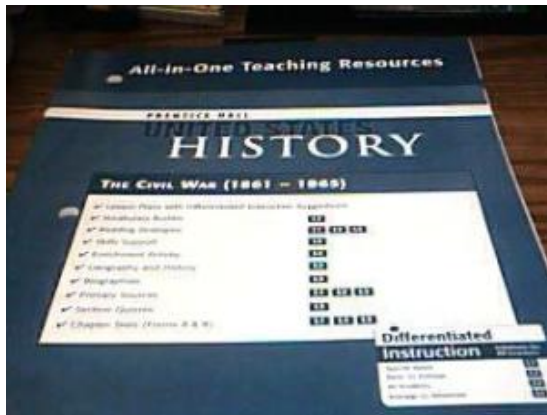 All-in-One Teaching Resources
PRENTICE HALL
UNITED STATES
HISTORY
THE CIVIL WAR (1861 – 1865)
✔ Lesson Plans with Differentiated Instruction Suggestions
✔ Vocabulary Builder
✔ Reading Strategies
✔ Skills Support
✔ Enrichment Activity
✔ Geography and History
✔ Biographies
✔ Primary Sources
✔ Section Quizzes
✔ Chapter Tests (Forms A & B)
Differentiated
Instruction
Special Needs